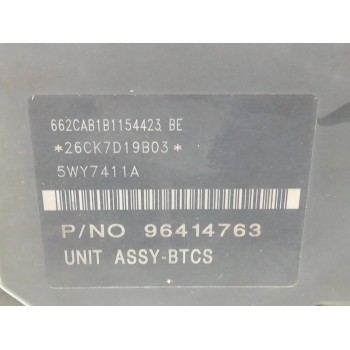 662CAB1B1154423 BE
*26CK7D19B03*
5WY7411A
P/NO 96414763
UNIT ASSY-BTCS